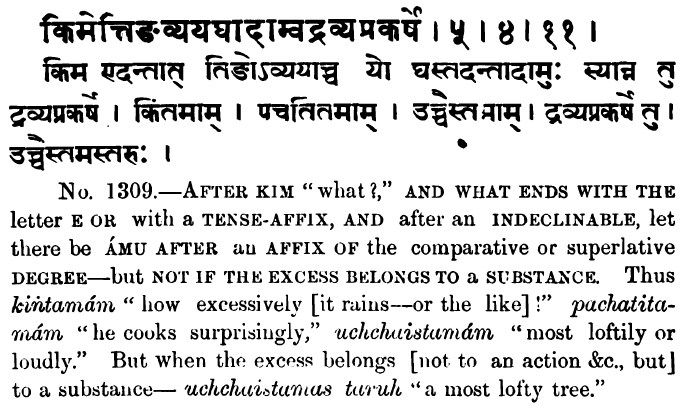 किमेत्तिङव्ययघादाम्वद्रव्यप्रकर्षे । ५ । ४ । ११ ।
किम एदन्तात् तिङोऽव्ययाच्च यो घस्तदन्तादामुः स्यान्न तु
द्रव्यप्रकर्षे । किंतमाम् । पचतितमाम् । उच्चैस्तमाम् । द्रव्यप्रकर्षे तु ।
उच्चैस्तमस्तरुः ।
No. 1309.—AFTER KIM “what?,” AND WHAT ENDS WITH THE
letter E OR with a TENSE-AFFIX, AND after an INDECLINABLE, let
there be ÁMU AFTER an AFFIX OF the comparative or superlative
DEGREE—but NOT IF THE EXCESS BELONGS TO a SUBSTANCE. Thus
kiṅtamám “how excessively [it rains—or the like]!” pachatita-
mám “he cooks surprisingly,” uchchaistamám “most loftily or
loudly.” But when the excess belongs [not to an action &c., but]
to a substance— uchchaistamas taruh “a most lofty tree.”